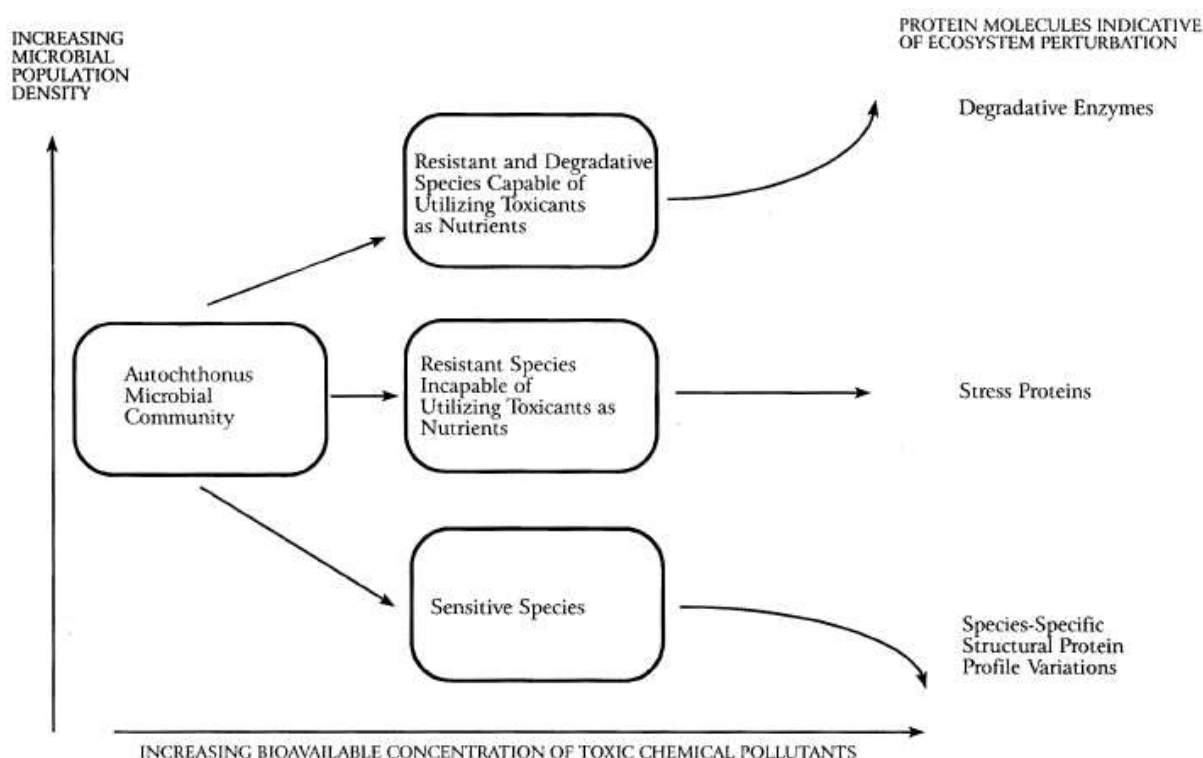 INCREASING
MICROBIAL
POPULATION
DENSITY
PROTEIN MOLECULES INDICATIVE
OF ECOSYSTEM PERTURBATION
Resistant and Degradative
Species Capable of
Utilizing Toxicants
as Nutrients
Degradative Enzymes
Autochthonus
Microbial
Community
Resistant Species
Incapable of
Utilizing Toxicants as
Nutrients
Stress Proteins
Sensitive Species
Species-Specific
Structural Protein
Profile Variations
INCREASING BIOAVAILABLE CONCENTRATION OF TOXIC CHEMICAL POLLUTANTS